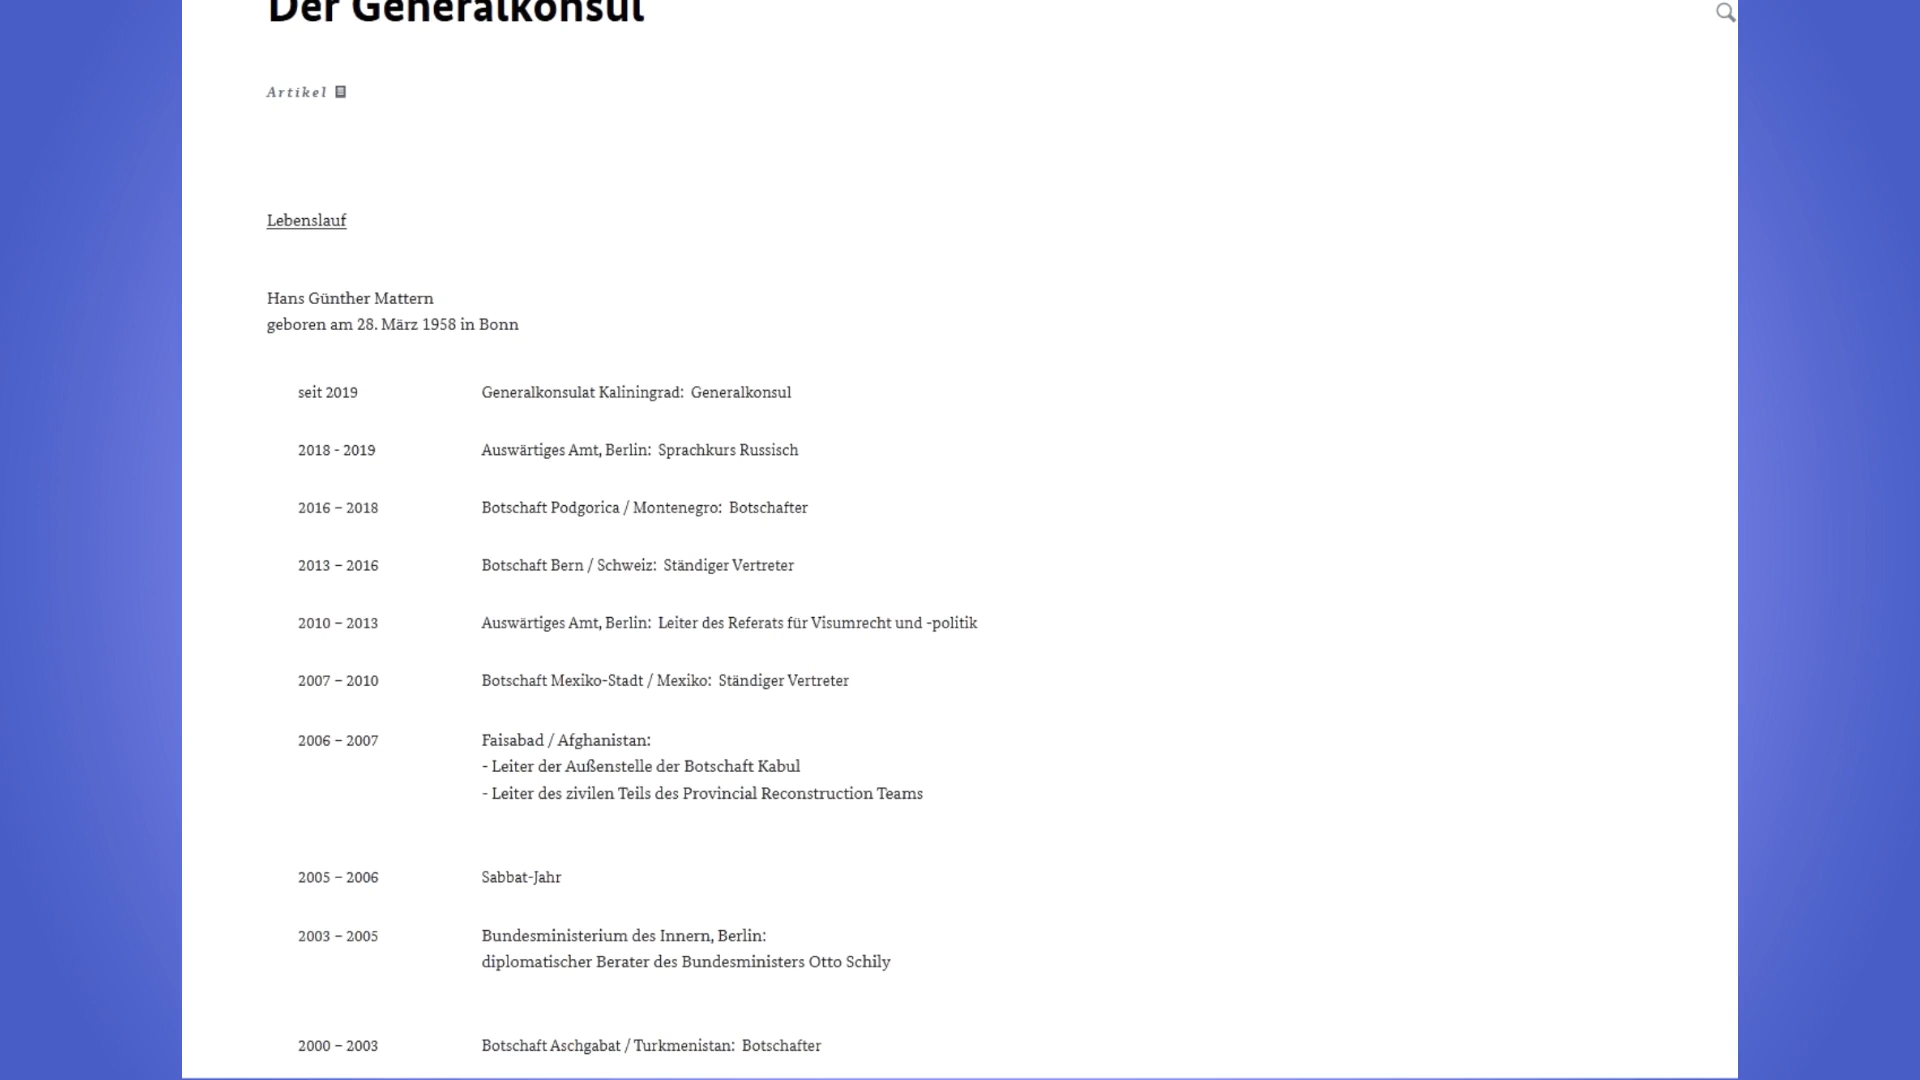 Der Generalkonsul
Artikel
Lebenslauf
Hans Günther Mattern
geboren am 28. März 1958 in Bonn
seit 2019 Generalkonsulat Kaliningrad: Generalkonsul
2018 - 2019 Auswärtiges Amt, Berlin: Sprachkurs Russisch
2016 – 2018 Botschaft Podgorica / Montenegro: Botschafter
2013 – 2016 Botschaft Bern / Schweiz: Ständiger Vertreter
2010 – 2013 Auswärtiges Amt, Berlin: Leiter des Referats für Visumrecht und -politik
2007 – 2010 Botschaft Mexiko-Stadt / Mexiko: Ständiger Vertreter
2006 – 2007 Faisabad / Afghanistan:
- Leiter der Außenstelle der Botschaft Kabul
- Leiter des zivilen Teils des Provincial Reconstruction Teams
2005 – 2006 Sabbat-Jahr
2003 – 2005 Bundesministerium des Innern, Berlin:
diplomatischer Berater des Bundesministers Otto Schily
2000 – 2003 Botschaft Aschgabat / Turkmenistan: Botschafter